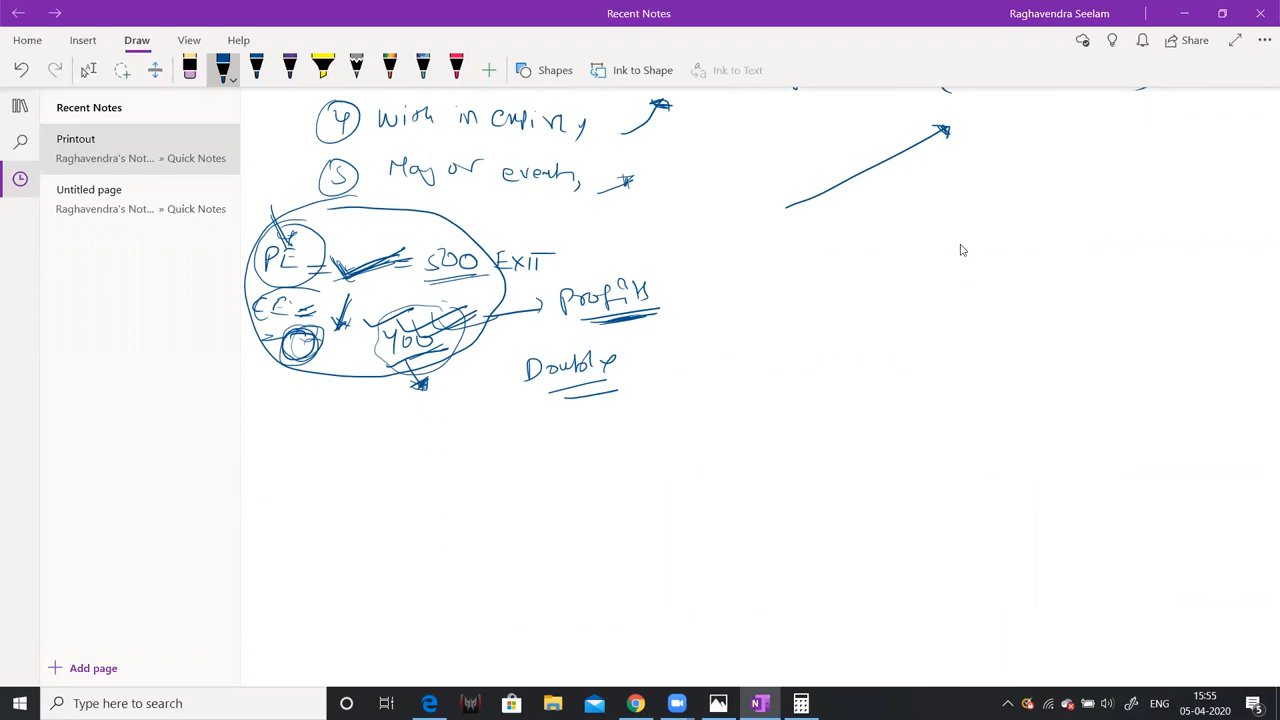 Recent Notes
Raghavendra Seelam
Home Insert Draw View Help
Share
Shapes
Ink to Shape
Ink to Text
Recent Notes
Printout
Raghavendra's Not... » Quick Notes
Untitled page
Raghavendra's Not... » Quick Notes
4 with in expiry
5 Major events,
PE = 500 EXIT
CE = 400 Profits
Double
Add page
Type here to search
ENG
15:55
05-04-2020
5